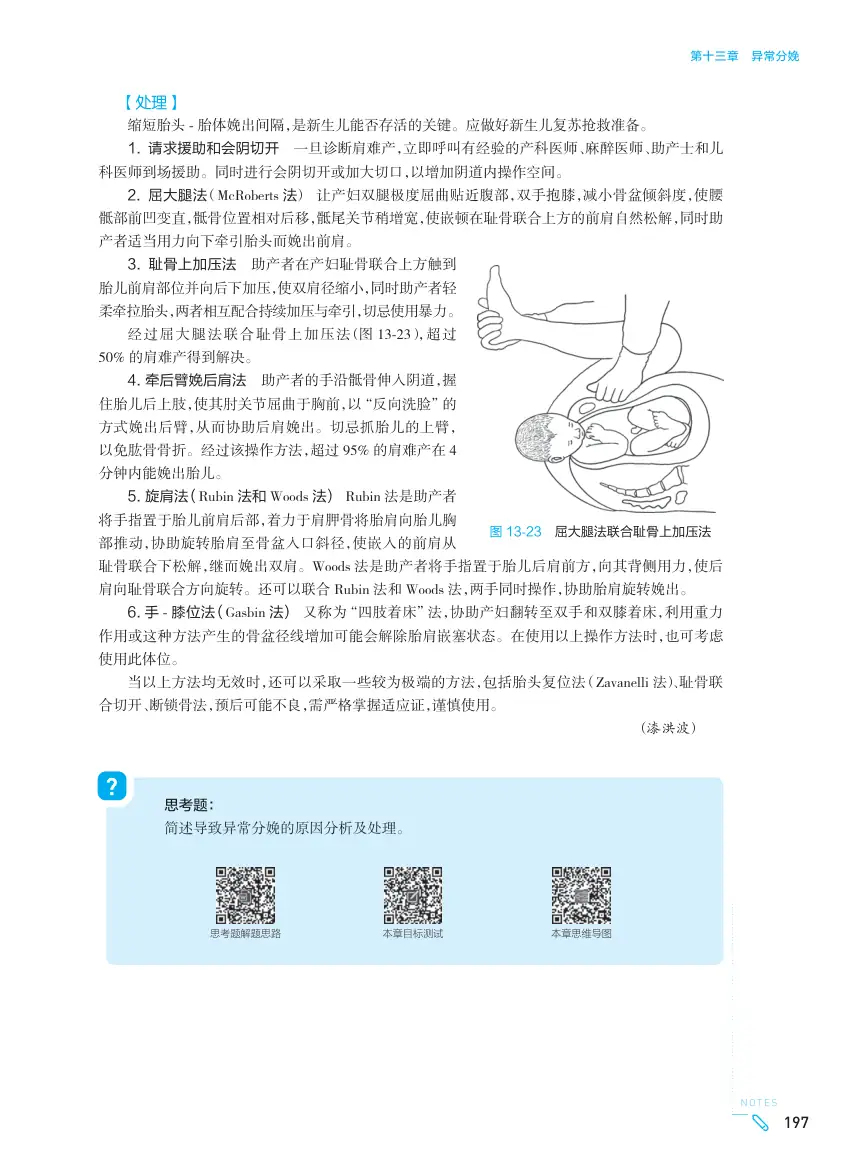 第十三章　异常分娩
【处理】
缩短胎头 - 胎体娩出间隔，是新生儿能否存活的关键。应做好新生儿复苏抢救准备。
1. 请求援助和会阴切开　一旦诊断肩难产，立即呼叫有经验的产科医师、麻醉医师、助产士和儿
科医师到场援助。同时进行会阴切开或加大切口，以增加阴道内操作空间。
2. 屈大腿法（McRoberts 法）　让产妇双腿极度屈曲贴近腹部，双手抱膝，减小骨盆倾斜度，使腰
骶部前凹变直，骶骨位置相对后移，骶尾关节稍增宽，使嵌顿在耻骨联合上方的前肩自然松解，同时助
产者适当用力向下牵引胎头而娩出前肩。
3. 耻骨上加压法　助产者在产妇耻骨联合上方触到
胎儿前肩部位并向后下加压，使双肩径缩小，同时助产者轻
柔牵拉胎头，两者相互配合持续加压与牵引，切忌使用暴力。
经过屈大腿法联合耻骨上加压法（图 13-23），超过
50% 的肩难产得到解决。
4. 牵后臂娩后肩法　助产者的手沿骶骨伸入阴道，握
住胎儿后上肢，使其肘关节屈曲于胸前，以“反向洗脸”的
方式娩出后臂，从而协助后肩娩出。切忌抓胎儿的上臂，
以免肱骨骨折。经过该操作方法，超过 95% 的肩难产在 4
分钟内能娩出胎儿。
5. 旋肩法（Rubin 法和 Woods 法）　Rubin 法是助产者
将手指置于胎儿前肩后部，着力于肩胛骨将胎肩向胎儿胸
部推动，协助旋转胎肩至骨盆入口斜径，使嵌入的前肩从
耻骨联合下松解，继而娩出双肩。Woods 法是助产者将手指置于胎儿后肩前方，向其背侧用力，使后
肩向耻骨联合方向旋转。还可以联合 Rubin 法和 Woods 法，两手同时操作，协助胎肩旋转娩出。
图 13-23　屈大腿法联合耻骨上加压法
6. 手 - 膝位法（Gasbin 法）　又称为“四肢着床”法，协助产妇翻转至双手和双膝着床，利用重力
作用或这种方法产生的骨盆径线增加可能会解除胎肩嵌塞状态。在使用以上操作方法时，也可考虑
使用此体位。
当以上方法均无效时，还可以采取一些较为极端的方法，包括胎头复位法（Zavanelli 法）、耻骨联
合切开、断锁骨法，预后可能不良，需严格掌握适应证，谨慎使用。
（漆洪波）
?
思考题：
简述导致异常分娩的原因分析及处理。
思考题解题思路
本章目标测试
本章思维导图
NOTES
197